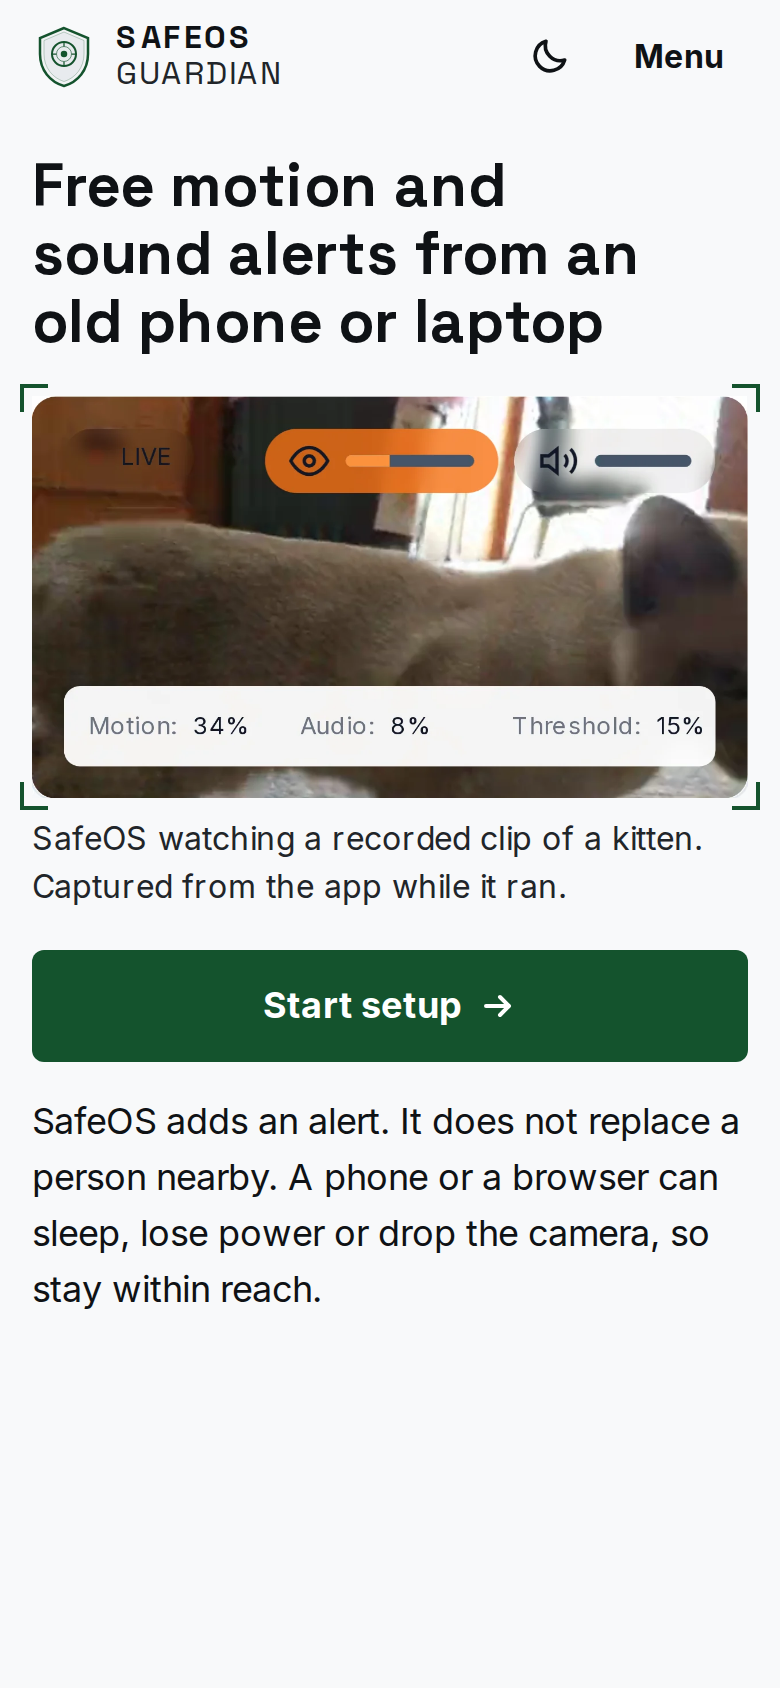 SAFEOS
GUARDIAN
Menu
Free motion and
sound alerts from an
old phone or laptop
LIVE
Motion: 34% Audio: 8% Threshold: 15%
SafeOS watching a recorded clip of a kitten.
Captured from the app while it ran.
Start setup →
SafeOS adds an alert. It does not replace a
person nearby. A phone or a browser can
sleep, lose power or drop the camera, so
stay within reach.